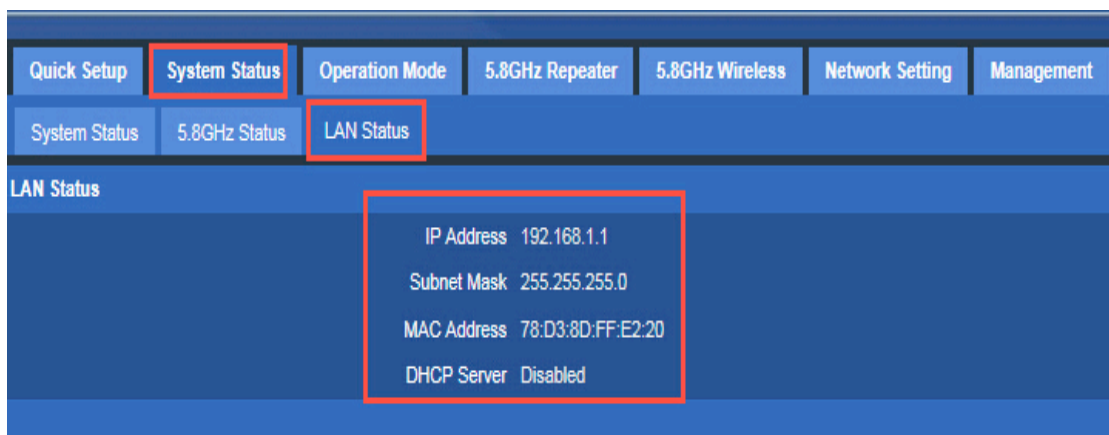 Quick Setup System Status Operation Mode 5.8GHz Repeater 5.8GHz Wireless Network Setting Management
System Status 5.8GHz Status LAN Status
LAN Status
IP Address 192.168.1.1
Subnet Mask 255.255.255.0
MAC Address 78:D3:8D:FF:E2:20
DHCP Server Disabled